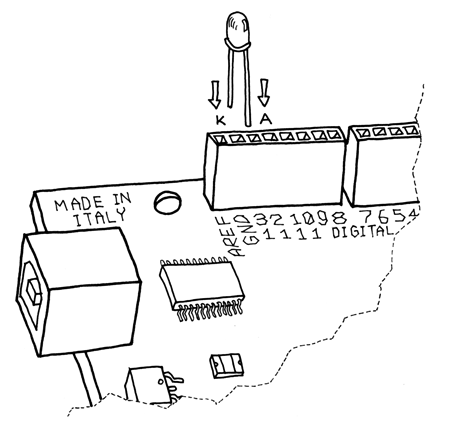 K A
MADE IN
ITALY
AREF
GND
13 12 11 10 9 8 7 6 5 4
DIGITAL